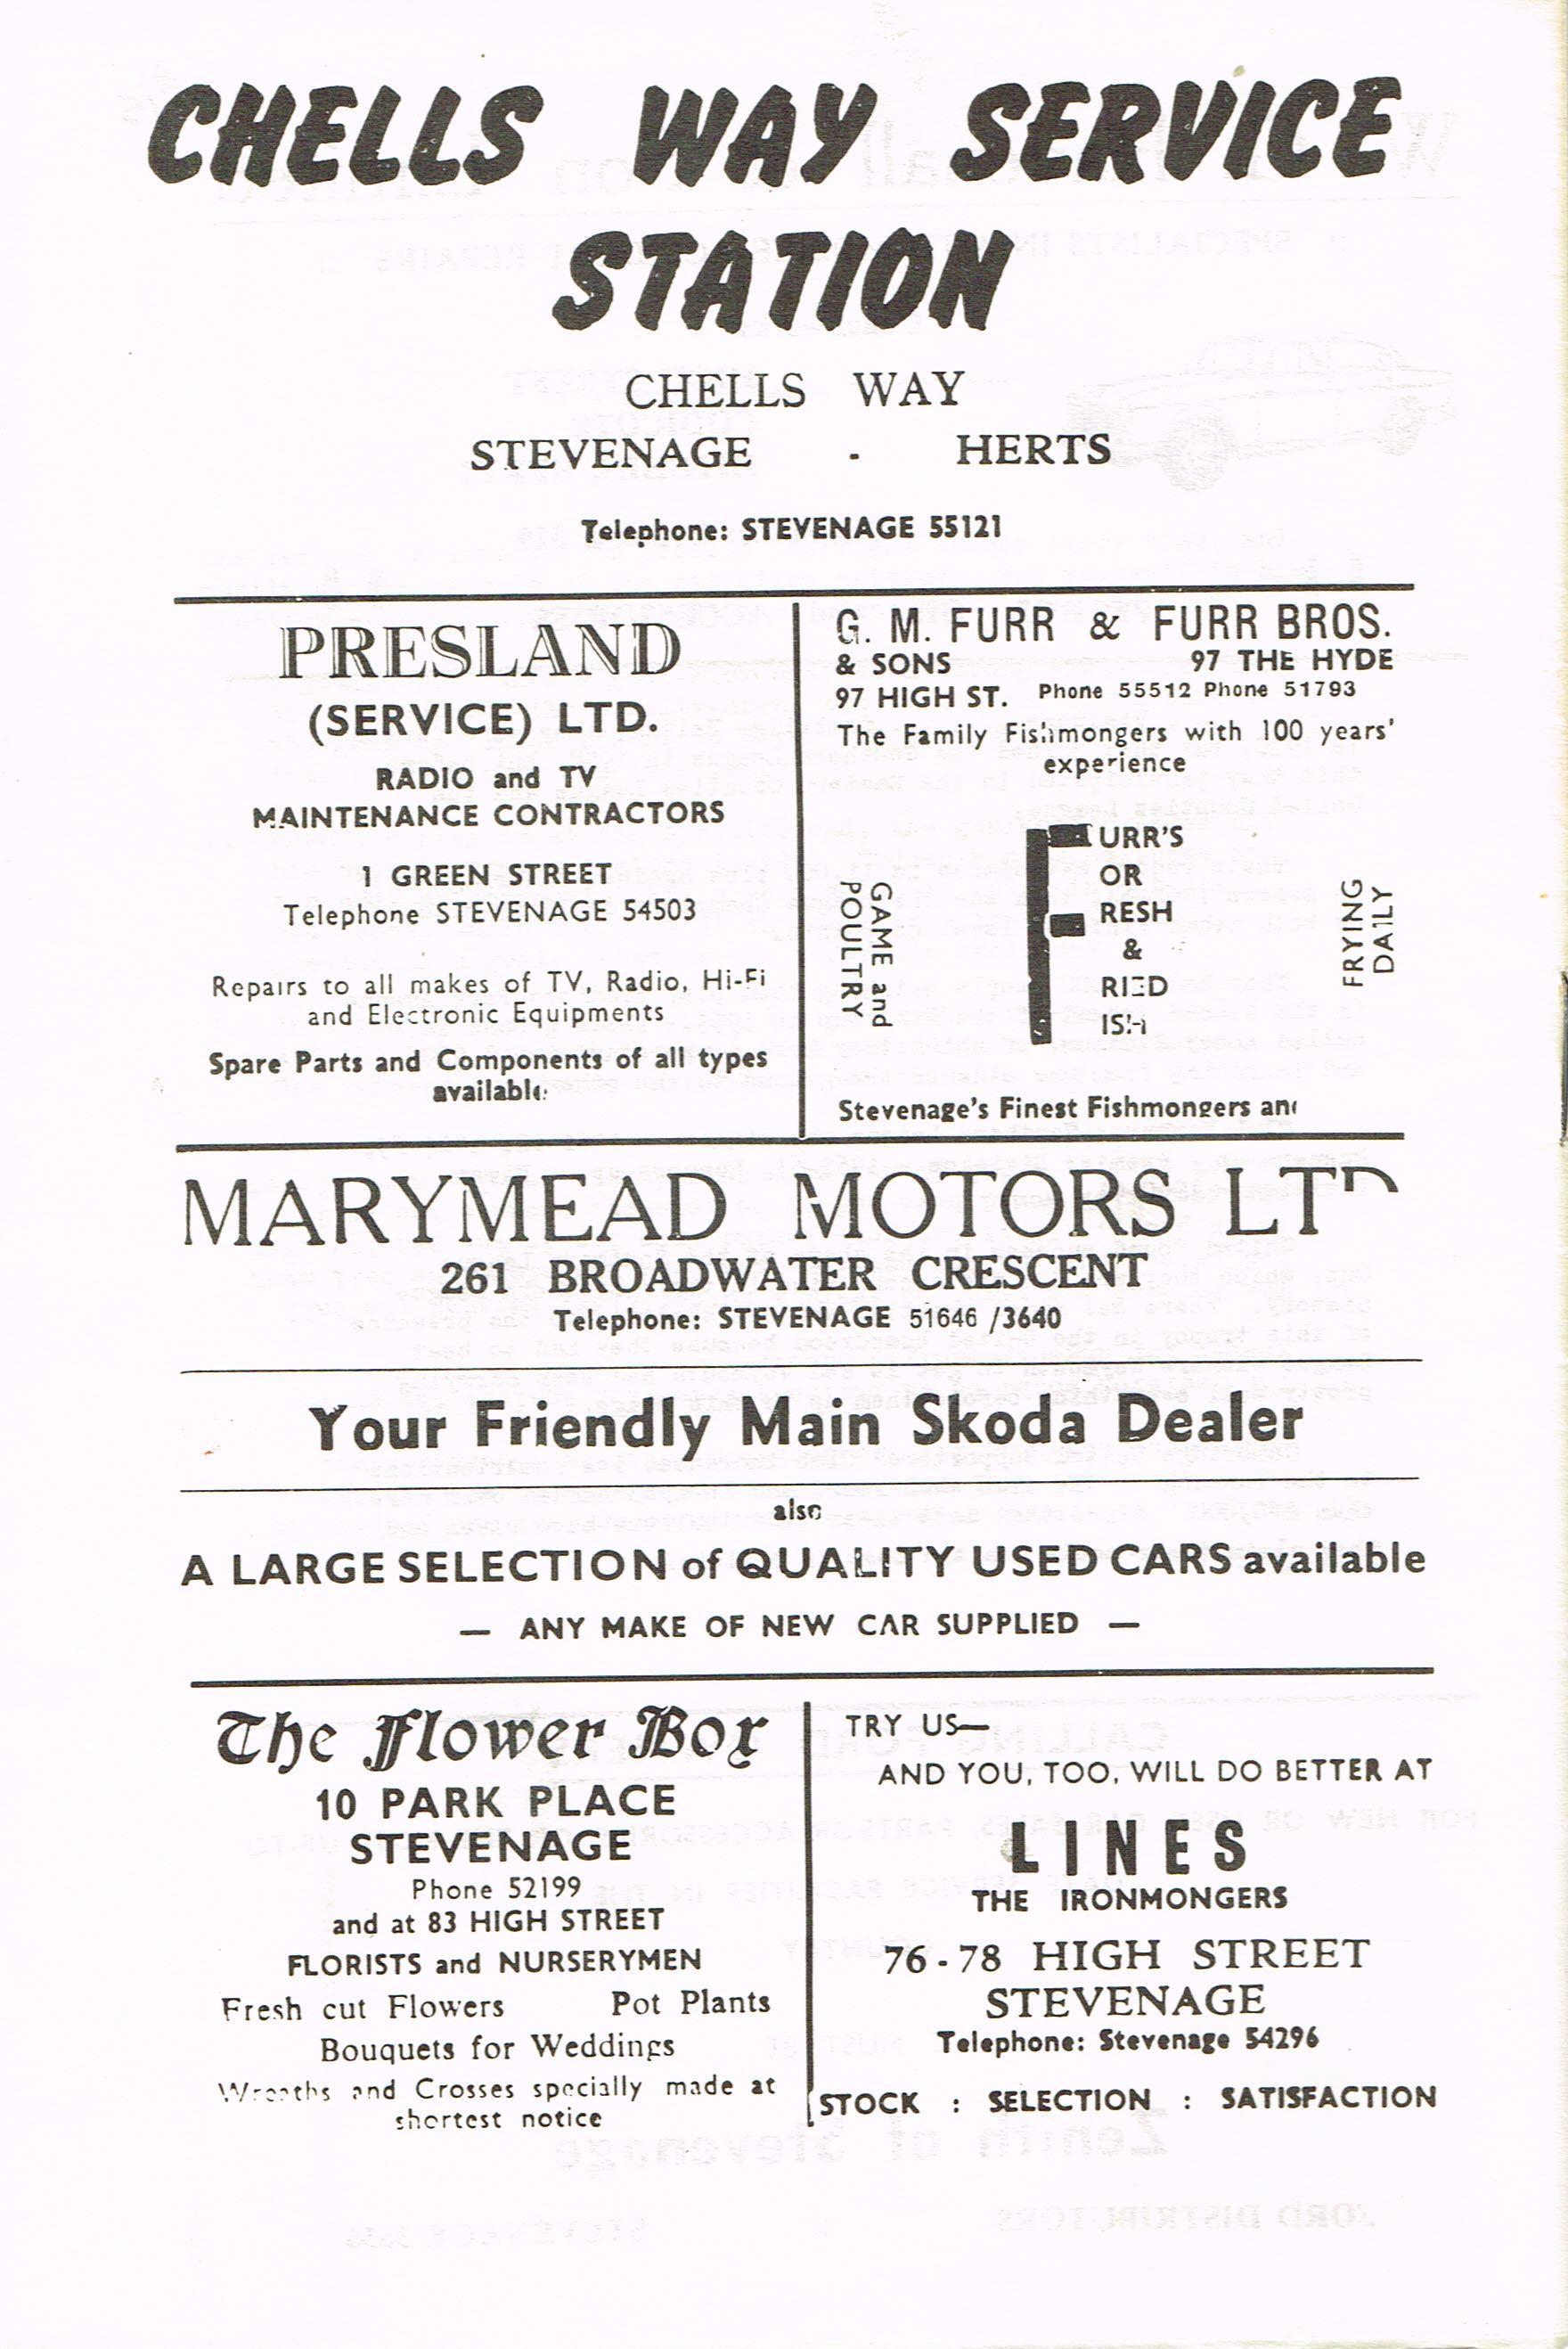 CHELLS WAY SERVICE
STATION
CHELLS WAY
STEVENAGE - HERTS
Telephone: STEVENAGE 55121
PRESLAND
(SERVICE) LTD.
RADIO and TV
MAINTENANCE CONTRACTORS
1 GREEN STREET
Telephone STEVENAGE 54503
Repairs to all makes of TV, Radio, Hi-Fi
and Electronic Equipments
Spare Parts and Components of all types
available
G. M. FURR & FURR BROS.
& SONS 97 THE HYDE
97 HIGH ST. Phone 55512 Phone 51793
The Family Fishmongers with 100 years'
experience
GAME and
POULTRY
F
URR'S
OR
RESH
&
RIED
ISH
FRYING
DAILY
Stevenage's Finest Fishmongers an
MARYMEAD MOTORS LTD
261 BROADWATER CRESCENT
Telephone: STEVENAGE 51646 /3640
Your Friendly Main Skoda Dealer
also
A LARGE SELECTION of QUALITY USED CARS available
— ANY MAKE OF NEW CAR SUPPLIED —
The Flower Box
10 PARK PLACE
STEVENAGE
Phone 52199
and at 83 HIGH STREET
FLORISTS and NURSERYMEN
Fresh cut Flowers Pot Plants
Bouquets for Weddings
Wreaths and Crosses specially made at
shortest notice
TRY US—
AND YOU, TOO, WILL DO BETTER AT
LINES
THE IRONMONGERS
76-78 HIGH STREET
STEVENAGE
Telephone: Stevenage 54296
STOCK : SELECTION : SATISFACTION